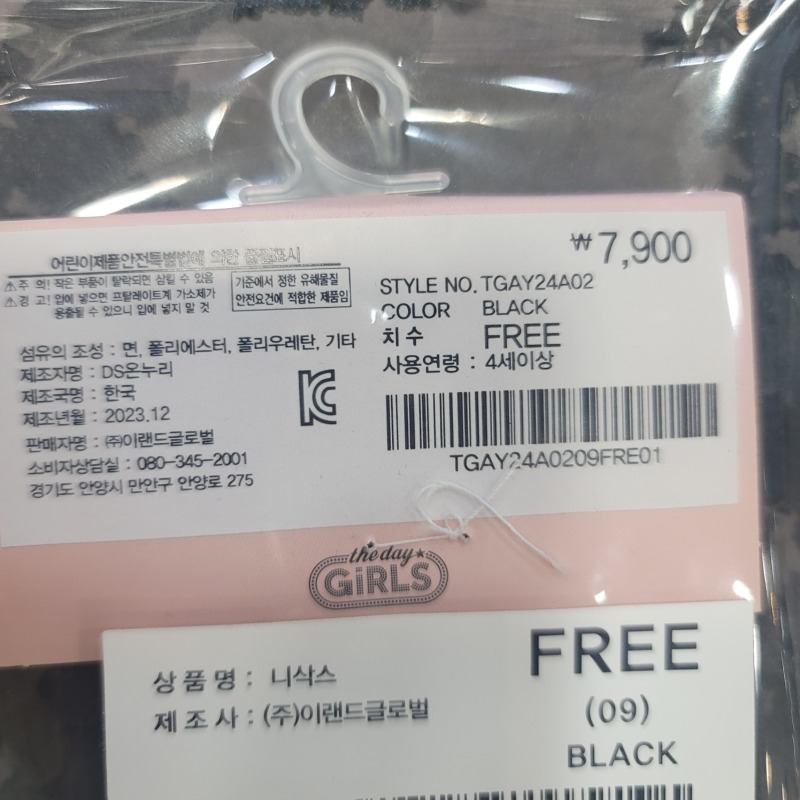 어린이제품안전특별법에 의한 품질표시
⚠주 의! 작은 부품이 탈락되면 삼킬 수 있음
⚠경 고! 입에 넣으면 프탈레이트계 가소제가
용출될 수 있으니 입에 넣지 말 것
기준에서 정한 유해물질
안전요건에 적합한 제품임
섬유의 조성 : 면, 폴리에스터, 폴리우레탄, 기타
제조자명 : DS온누리
제조국명 : 한국
제조년월 : 2023.12
판매자명 : ㈜이랜드글로벌
소비자상담실 : 080-345-2001
경기도 안양시 만안구 안양로 275
KC
₩7,900
STYLE NO. TGAY24A02
COLOR BLACK
치수 FREE
사용연령 : 4세이상
TGAY24A0209FRE01
the day
GiRLS
상품명 : 니삭스
제조사 : (주)이랜드글로벌
FREE
(09)
BLACK